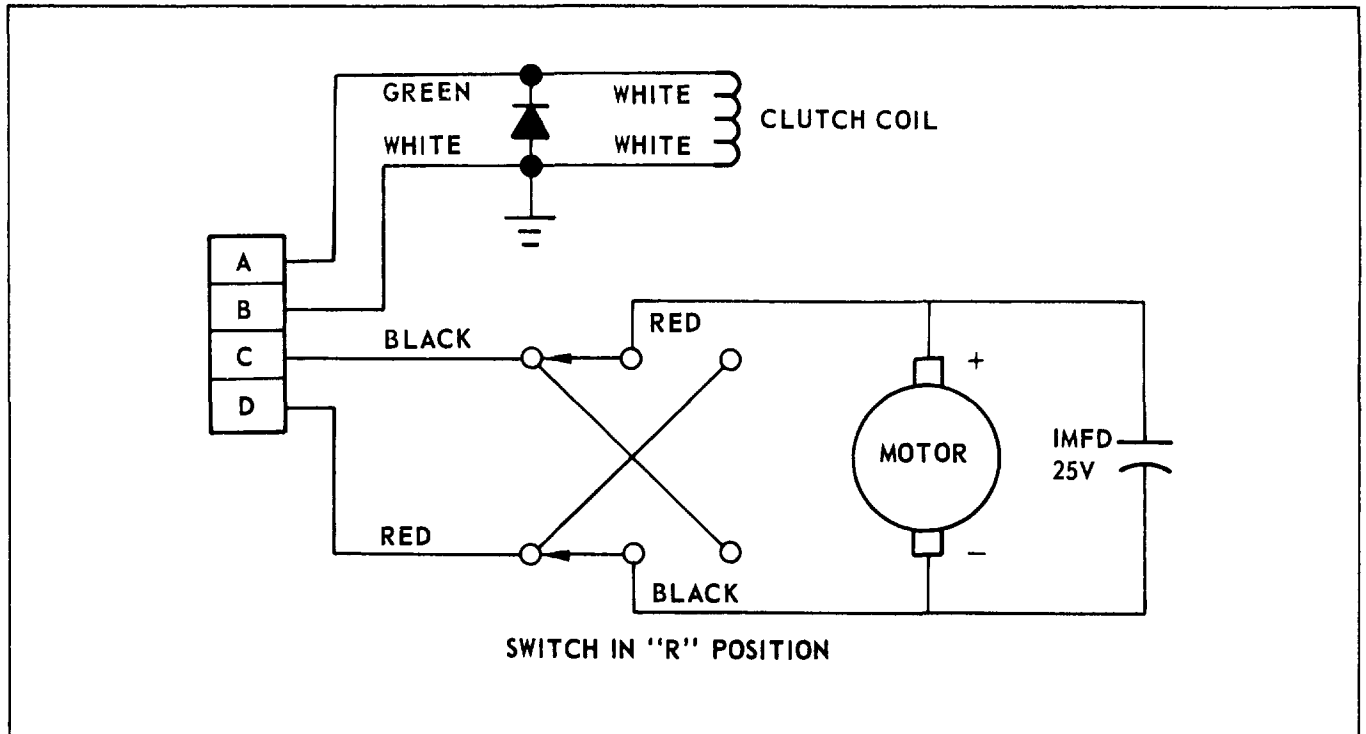 GREEN
WHITE
WHITE
WHITE
CLUTCH COIL
A
B
C
D
BLACK
RED
+
MOTOR
IMFD
25V
-
RED
BLACK
SWITCH IN "R" POSITION